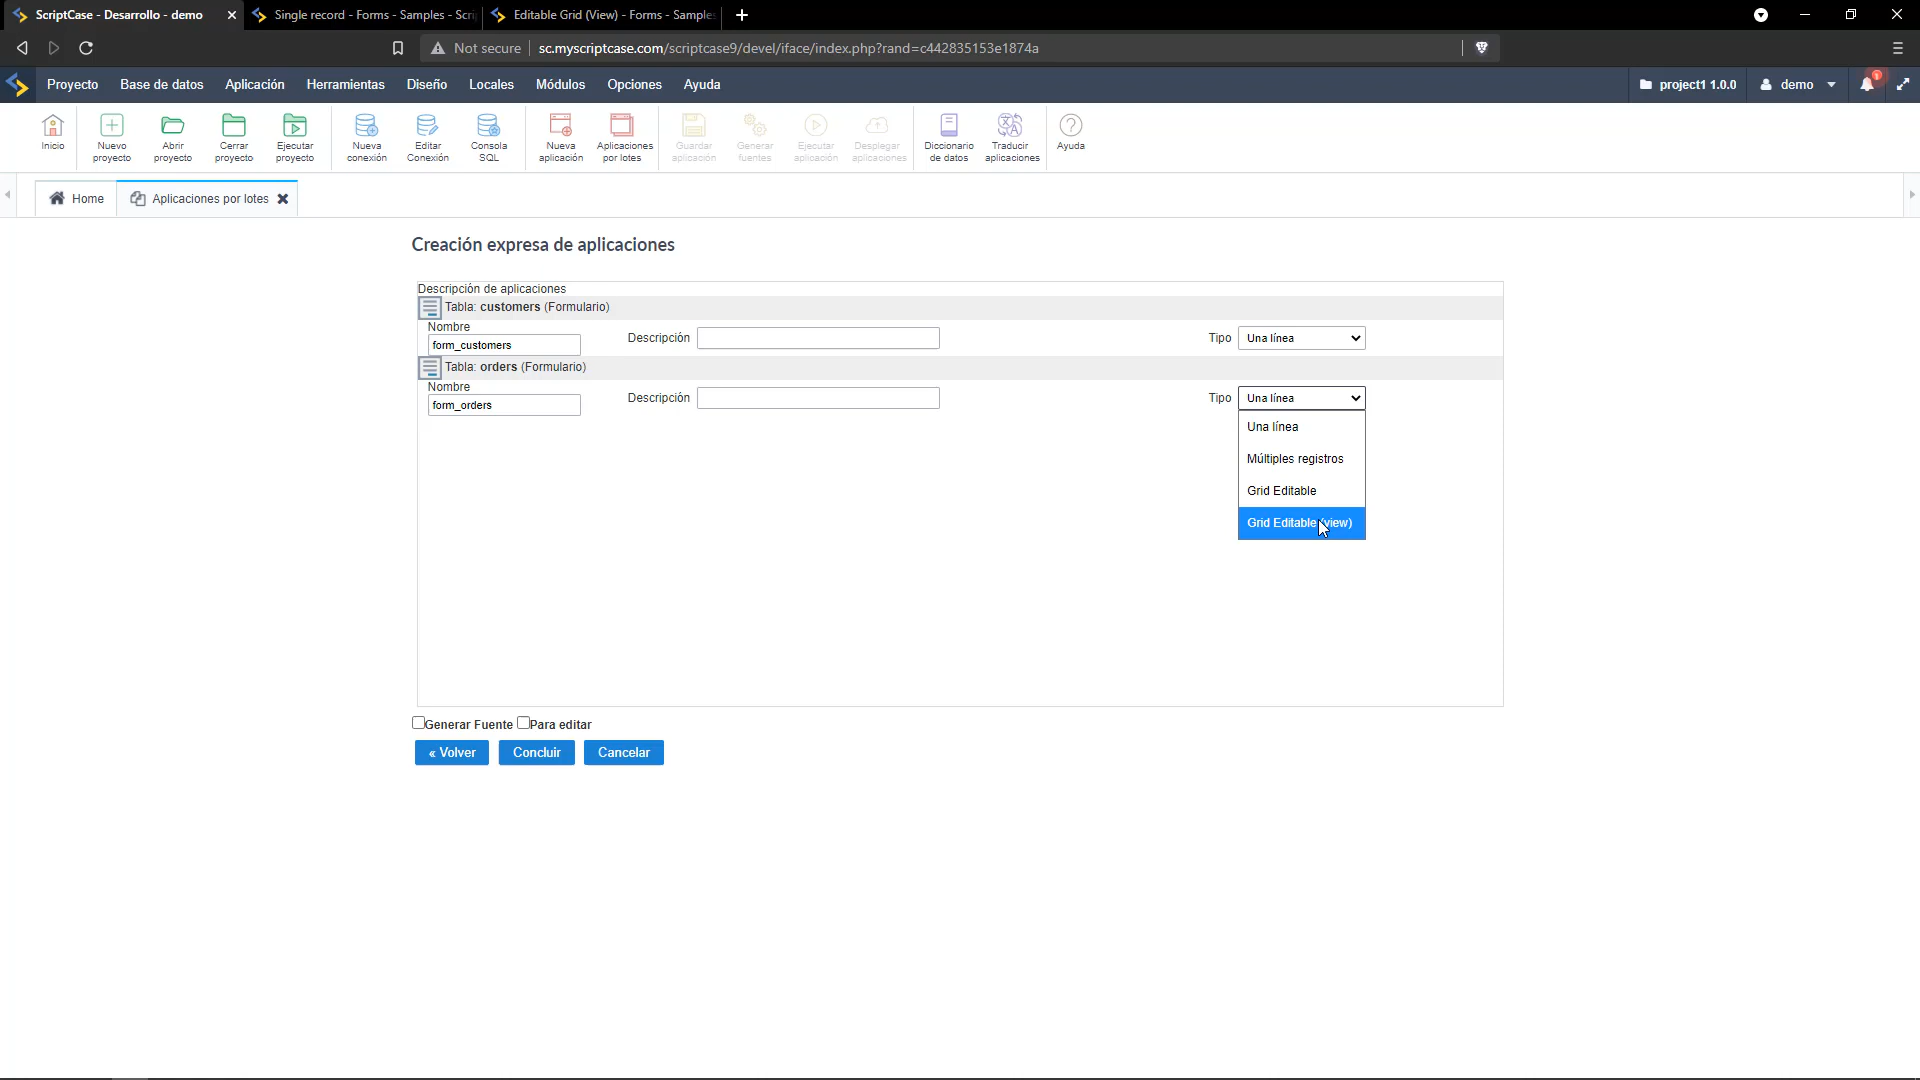 ScriptCase - Desarrollo - demo
Single record - Forms - Samples - Scri
Editable Grid (View) - Forms - Samples
Not secure
sc.myscriptcase.com/scriptcase9/devel/iface/index.php?rand=c442835153e1874a
Proyecto
Base de datos
Aplicación
Herramientas
Diseño
Locales
Módulos
Opciones
Ayuda
project1 1.0.0
demo
1
Inicio
Nuevo proyecto
Abrir proyecto
Cerrar proyecto
Ejecutar proyecto
Nueva conexión
Editar Conexión
Consola SQL
Nueva aplicación
Aplicaciones por lotes
Guardar aplicación
Generar fuentes
Ejecutar aplicación
Desplegar aplicaciones
Diccionario de datos
Traducir aplicaciones
Ayuda
Home
Aplicaciones por lotes
Creación expresa de aplicaciones
Descripción de aplicaciones
Tabla: customers (Formulario)
Nombre
form_customers
Descripción
Tipo
Una línea
Tabla: orders (Formulario)
Nombre
form_orders
Descripción
Tipo
Una línea
Una línea
Múltiples registros
Grid Editable
Grid Editable (view)
Generar Fuente
Para editar
« Volver
Concluir
Cancelar